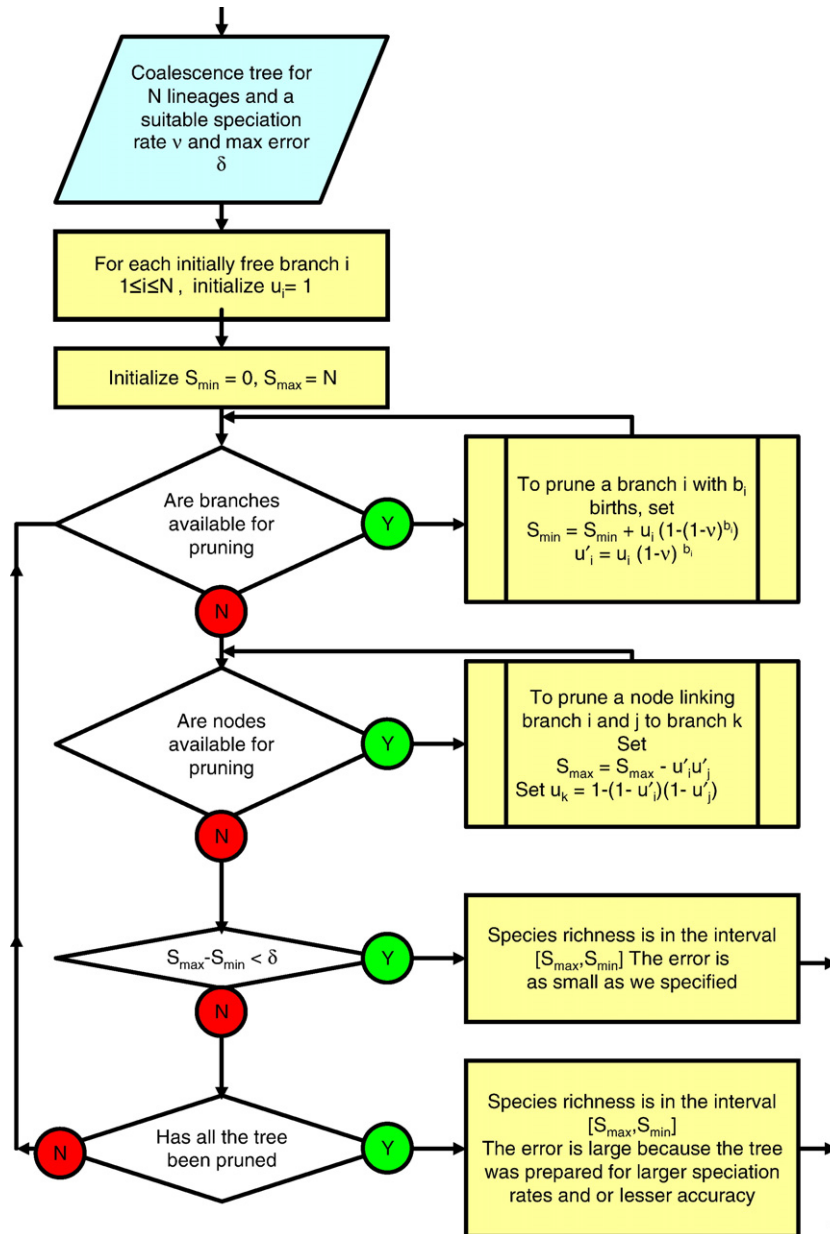 Coalescence tree for
N lineages and a
suitable speciation
rate ν and max error
δ
For each initially free branch i
1≤i≤N , initialize uᵢ= 1
Initialize Sₘᵢₙ = 0, Sₘₐₓ = N
Are branches
available for
pruning
Y
N
To prune a branch i with bᵢ
births, set
Sₘᵢₙ = Sₘᵢₙ + uᵢ (1-(1-ν)^bᵢ)
u′ᵢ = uᵢ (1-ν) ^bᵢ
Are nodes
available for
pruning
Y
N
To prune a node linking
branch i and j to branch k
Set
Sₘₐₓ = Sₘₐₓ - u′ᵢu′ⱼ
Set uₖ = 1-(1- u′ᵢ)(1- u′ⱼ)
Sₘₐₓ-Sₘᵢₙ < δ
Y
N
Species richness is in the interval
[Sₘₐₓ,Sₘᵢₙ] The error is
as small as we specified
Has all the tree
been pruned
N
Y
Species richness is in the interval
[Sₘₐₓ,Sₘᵢₙ]
The error is large because the tree
was prepared for larger speciation
rates and or lesser accuracy